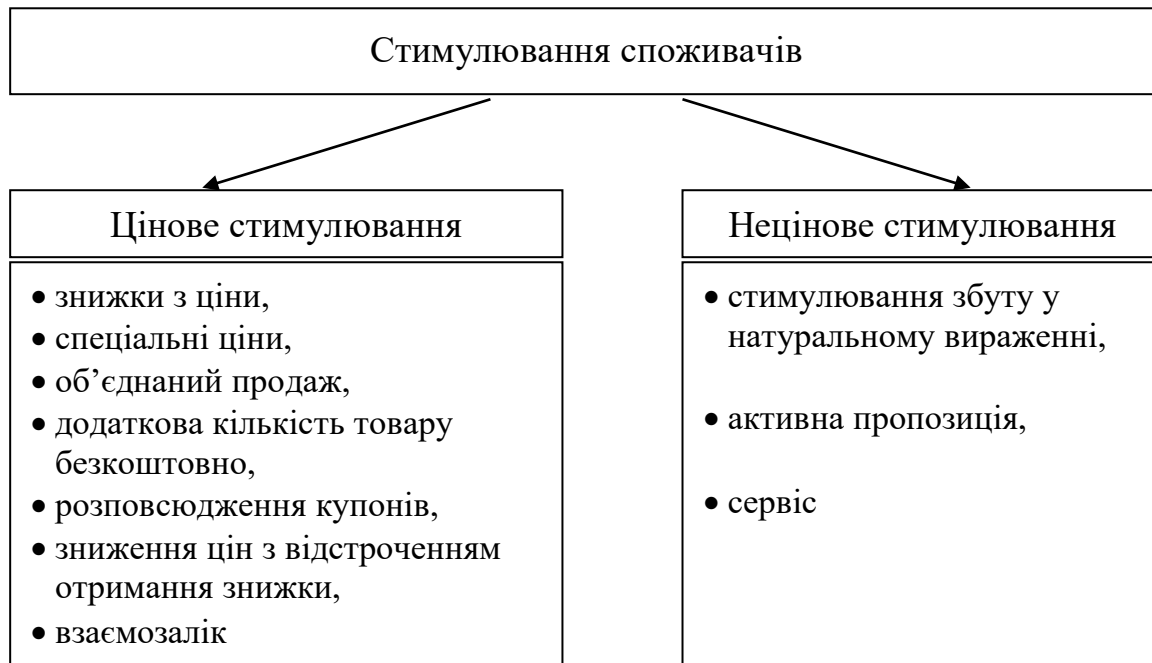 Стимулювання споживачів
Цінове стимулювання
• знижки з ціни,
• спеціальні ціни,
• об’єднаний продаж,
• додаткова кількість товару
безкоштовно,
• розповсюдження купонів,
• зниження цін з відстроченням
отримання знижки,
• взаємозалік
Нецінове стимулювання
• стимулювання збуту у
натуральному вираженні,
• активна пропозиція,
• сервіс